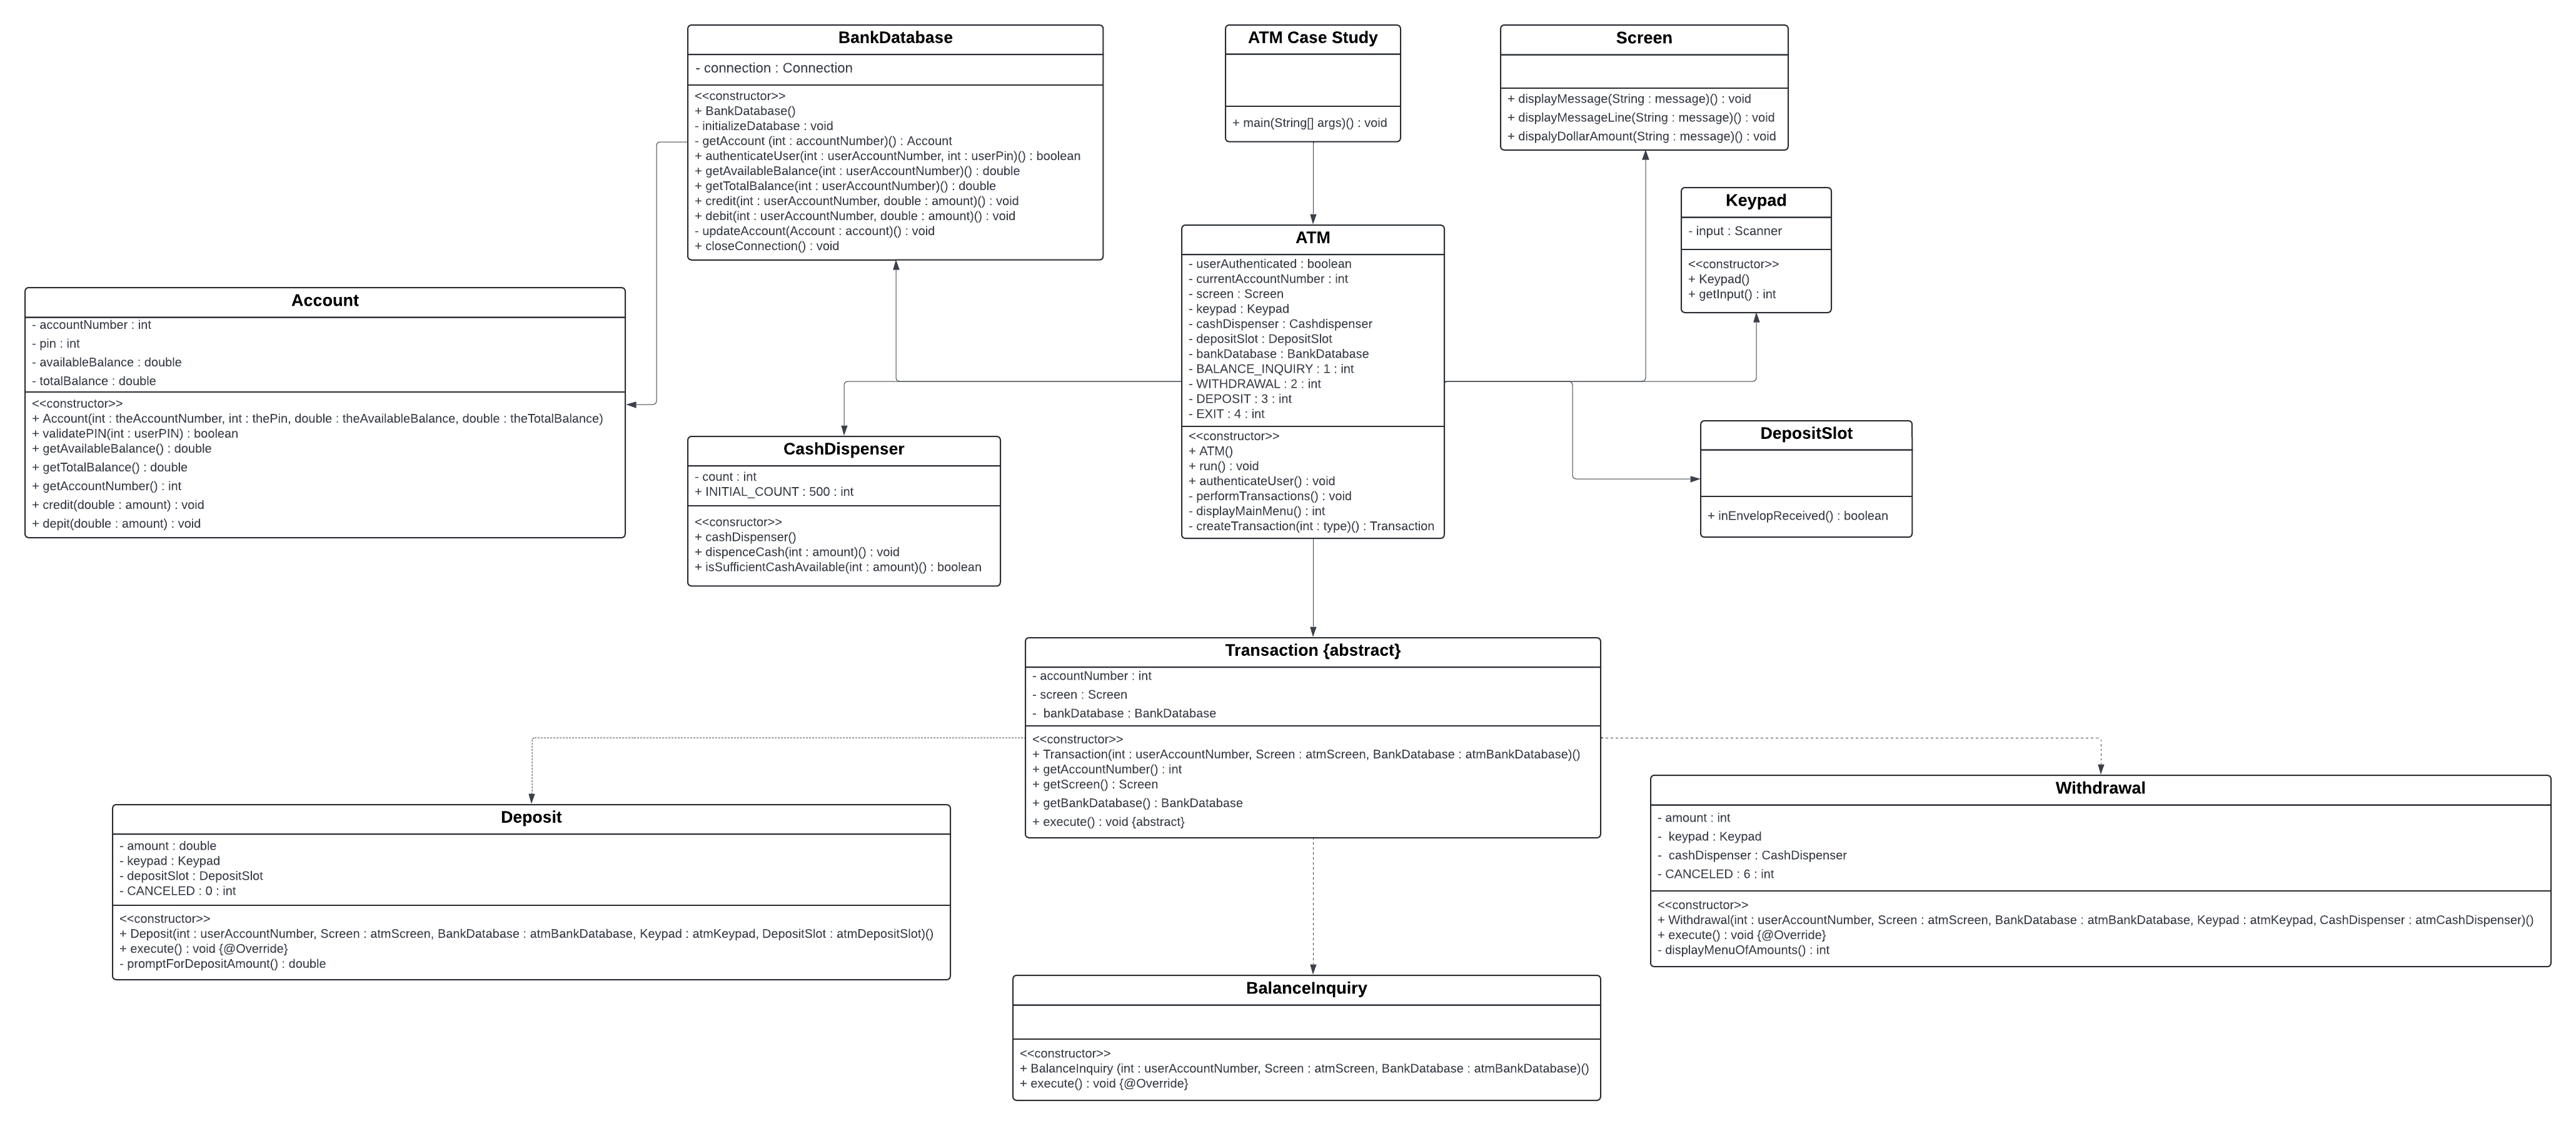 BankDatabase
- connection : Connection
<<constructor>>
+ BankDatabase()
- initializeDatabase : void
- getAccount (int : accountNumber)() : Account
+ authenticateUser(int : userAccountNumber, int : userPin)() : boolean
+ getAvailableBalance(int : userAccountNumber)() : double
+ getTotalBalance(int : userAccountNumber)() : double
+ credit(int : userAccountNumber, double : amount)() : void
+ debit(int : userAccountNumber, double : amount)() : void
- updateAccount(Account : account)() : void
+ closeConnection() : void
ATM Case Study
+ main(String[] args)() : void
Screen
+ displayMessage(String : message)() : void
+ displayMessageLine(String : message)() : void
+ dispalyDollarAmount(String : message)() : void
Keypad
- input : Scanner
<<constructor>>
+ Keypad()
+ getInput() : int
ATM
- userAuthenticated : boolean
- currentAccountNumber : int
- screen : Screen
- keypad : Keypad
- cashDispenser : Cashdispenser
- depositSlot : DepositSlot
- bankDatabase : BankDatabase
- BALANCE_INQUIRY : 1 : int
- WITHDRAWAL : 2 : int
- DEPOSIT : 3 : int
- EXIT : 4 : int
<<constructor>>
+ ATM()
+ run() : void
+ authenticateUser() : void
- performTransactions() : void
- displayMainMenu() : int
- createTransaction(int : type)() : Transaction
Account
- accountNumber : int
- pin : int
- availableBalance : double
- totalBalance : double
<<constructor>>
+ Account(int : theAccountNumber, int : thePin, double : theAvailableBalance, double : theTotalBalance)
+ validatePIN(int : userPIN) : boolean
+ getAvailableBalance() : double
+ getTotalBalance() : double
+ getAccountNumber() : int
+ credit(double : amount) : void
+ depit(double : amount) : void
CashDispenser
- count : int
+ INITIAL_COUNT : 500 : int
<<consructor>>
+ cashDispenser()
+ dispenceCash(int : amount)() : void
+ isSufficientCashAvailable(int : amount)() : boolean
DepositSlot
+ inEnvelopReceived() : boolean
Transaction {abstract}
- accountNumber : int
- screen : Screen
- bankDatabase : BankDatabase
<<constructor>>
+ Transaction(int : userAccountNumber, Screen : atmScreen, BankDatabase : atmBankDatabase)()
+ getAccountNumber() : int
+ getScreen() : Screen
+ getBankDatabase() : BankDatabase
+ execute() : void {abstract}
Deposit
- amount : double
- keypad : Keypad
- depositSlot : DepositSlot
- CANCELED : 0 : int
<<constructor>>
+ Deposit(int : userAccountNumber, Screen : atmScreen, BankDatabase : atmBankDatabase, Keypad : atmKeypad, DepositSlot : atmDepositSlot)()
+ execute() : void {@Override}
- promptForDepositAmount() : double
Withdrawal
- amount : int
- keypad : Keypad
- cashDispenser : CashDispenser
- CANCELED : 6 : int
<<constructor>>
+ Withdrawal(int : userAccountNumber, Screen : atmScreen, BankDatabase : atmBankDatabase, Keypad : atmKeypad, CashDispenser : atmCashDispenser)()
+ execute() : void {@Override}
- displayMenuOfAmounts() : int
BalanceInquiry
<<constructor>>
+ BalanceInquiry (int : userAccountNumber, Screen : atmScreen, BankDatabase : atmBankDatabase)()
+ execute() : void {@Override}